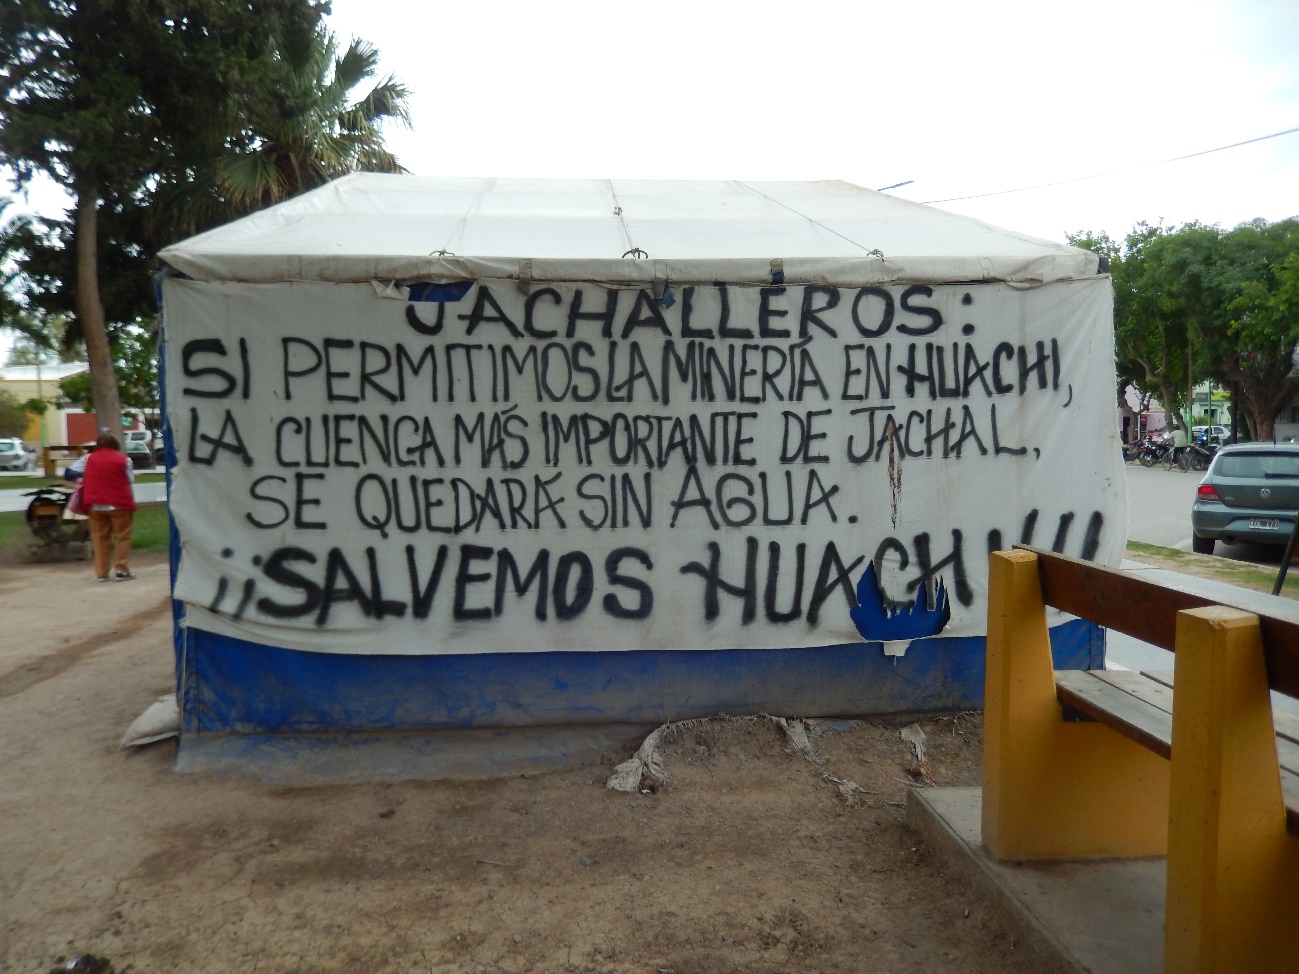 JACHALLEROS:
SI PERMITIMOS LA MINERÍA EN HUACHI,
LA CUENCA MÁS IMPORTANTE DE JACHAL,
SE QUEDARÁ SIN AGUA.
¡¡SALVEMOS HUACHI!!!